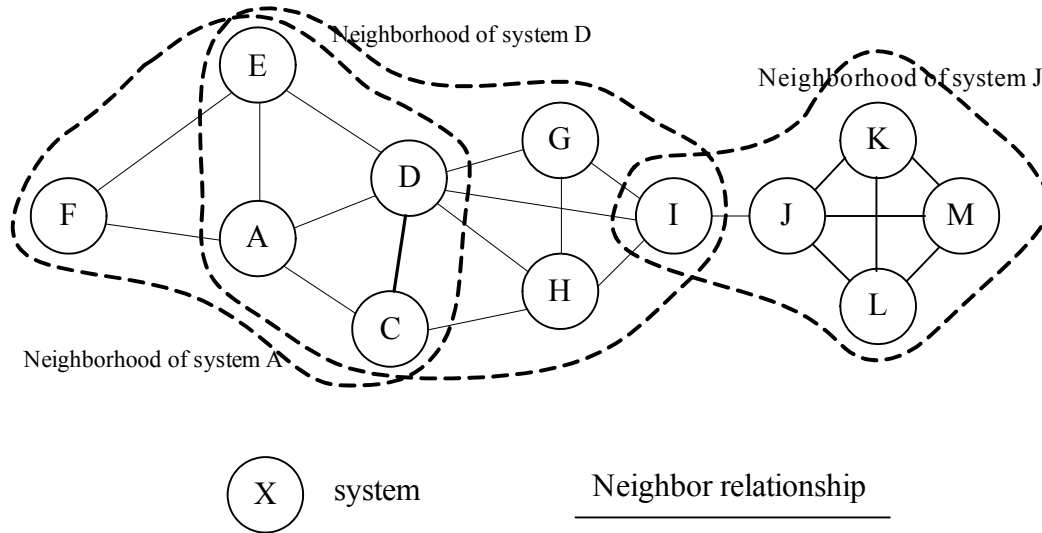 Neighborhood of system D
E
Neighborhood of system J
K
G
D
F
A
I
J
M
H
L
C
Neighborhood of system A
X
system
Neighbor relationship